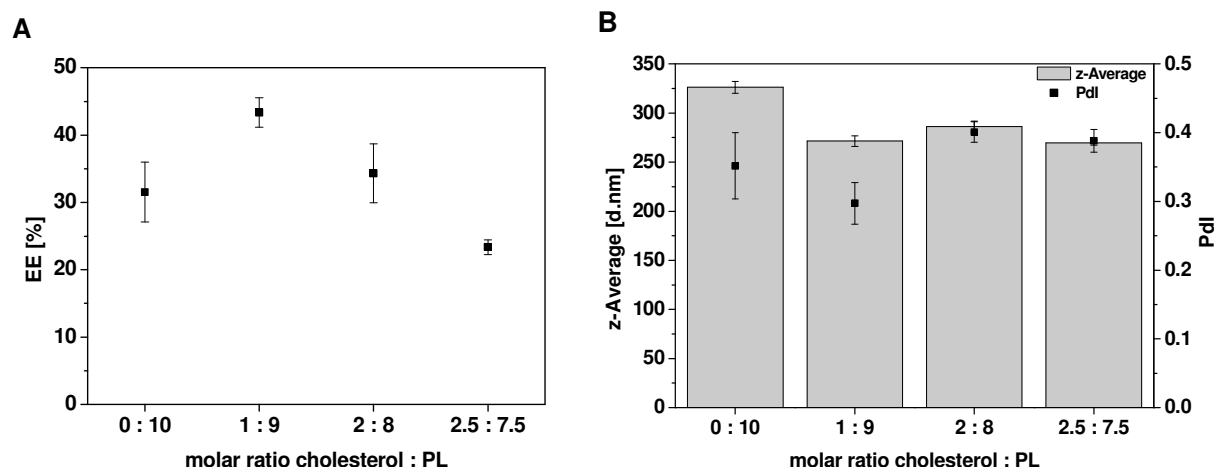 A
50
40
30
20
10
0
EE [%]
0 : 10 1 : 9 2 : 8 2.5 : 7.5
molar ratio cholesterol : PL
B
350
300
250
200
150
100
50
0
z-Average [d.nm]
z-Average
PdI
0.5
0.4
0.3
0.2
0.1
0.0
PdI
0 : 10 1 : 9 2 : 8 2.5 : 7.5
molar ratio cholesterol : PL